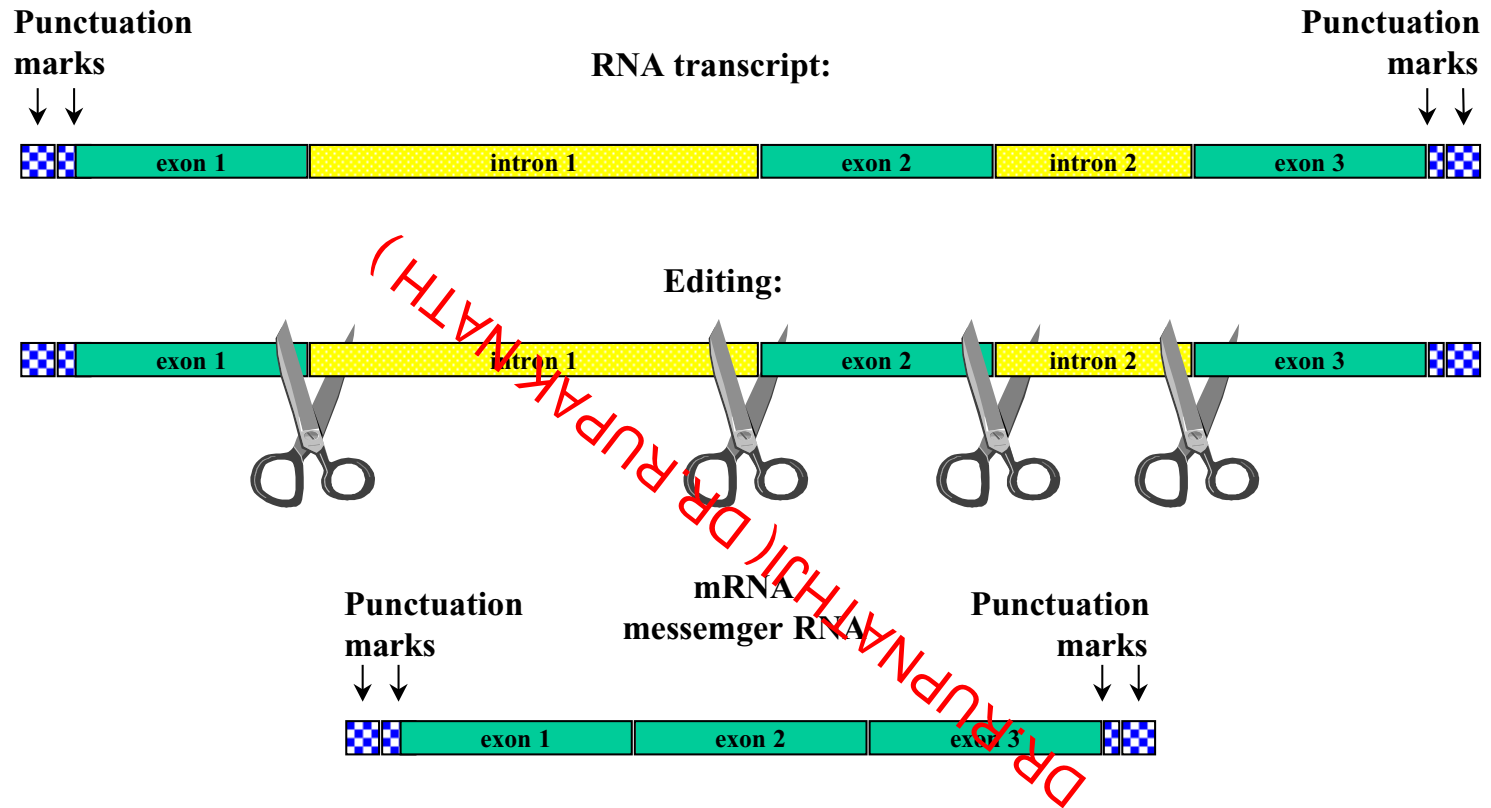 Punctuation
marks
Punctuation
marks
RNA transcript:
exon 1
intron 1
exon 2
intron 2
exon 3
Editing:
exon 1
intron 1
exon 2
intron 2
exon 3
mRNA
messemger RNA
Punctuation
marks
Punctuation
marks
exon 1
exon 2
exon 3
DR.RUPNATHJI( DR.RUPAK NATH )